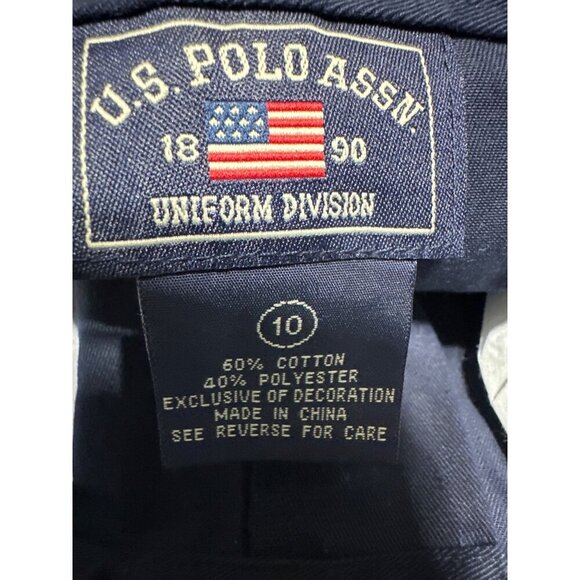 U.S. POLO ASSN.
18 90
UNIFORM DIVISION
10
60% COTTON
40% POLYESTER
EXCLUSIVE OF DECORATION
MADE IN CHINA
SEE REVERSE FOR CARE